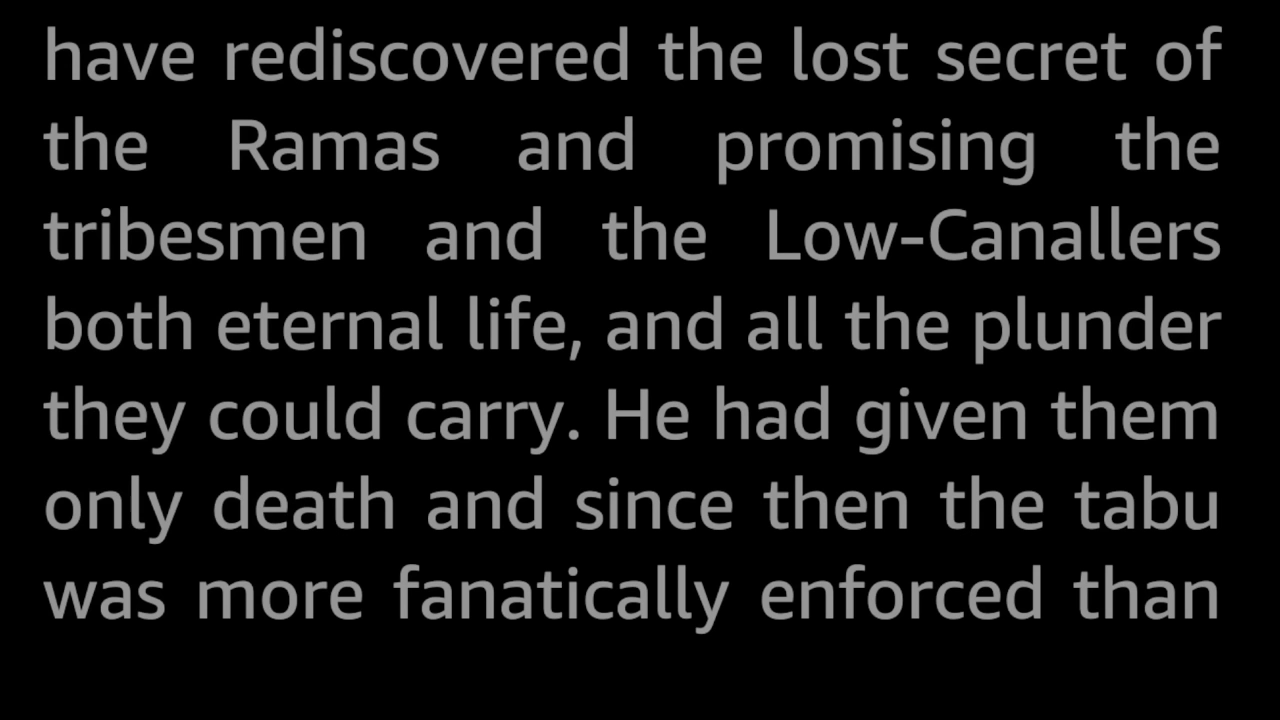 have rediscovered the lost secret of
the Ramas and promising the
tribesmen and the Low-Canallers
both eternal life, and all the plunder
they could carry. He had given them
only death and since then the tabu
was more fanatically enforced than